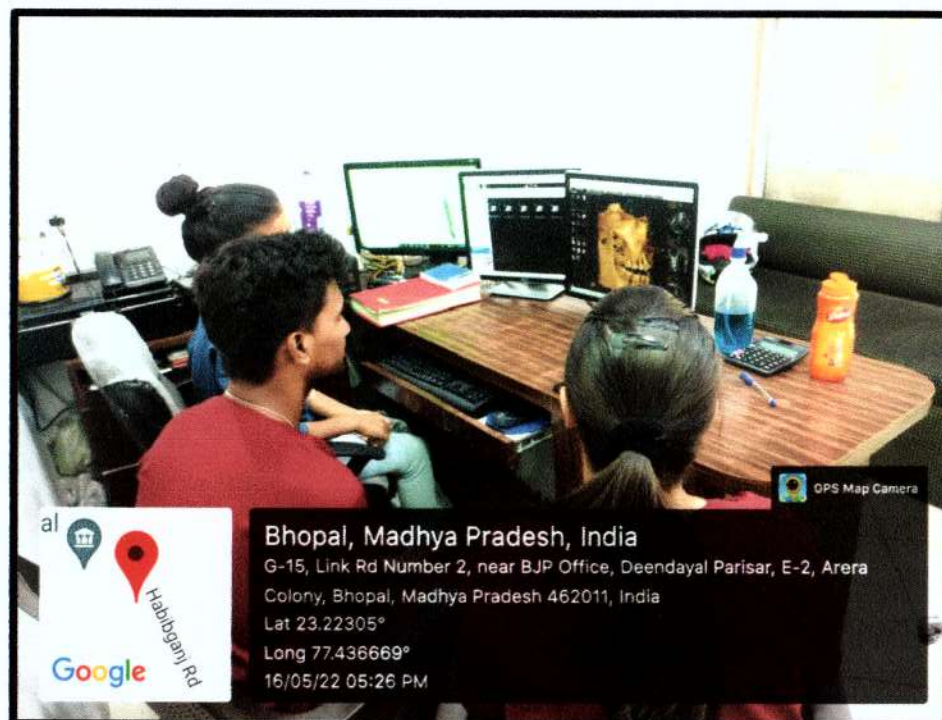 GPS Map Camera
al
Habibganj Rd
Google
Bhopal, Madhya Pradesh, India
G-15, Link Rd Number 2, near BJP Office, Deendayal Parisar, E-2, Arera
Colony, Bhopal, Madhya Pradesh 462011, India
Lat 23.22305°
Long 77.436669°
16/05/22 05:26 PM